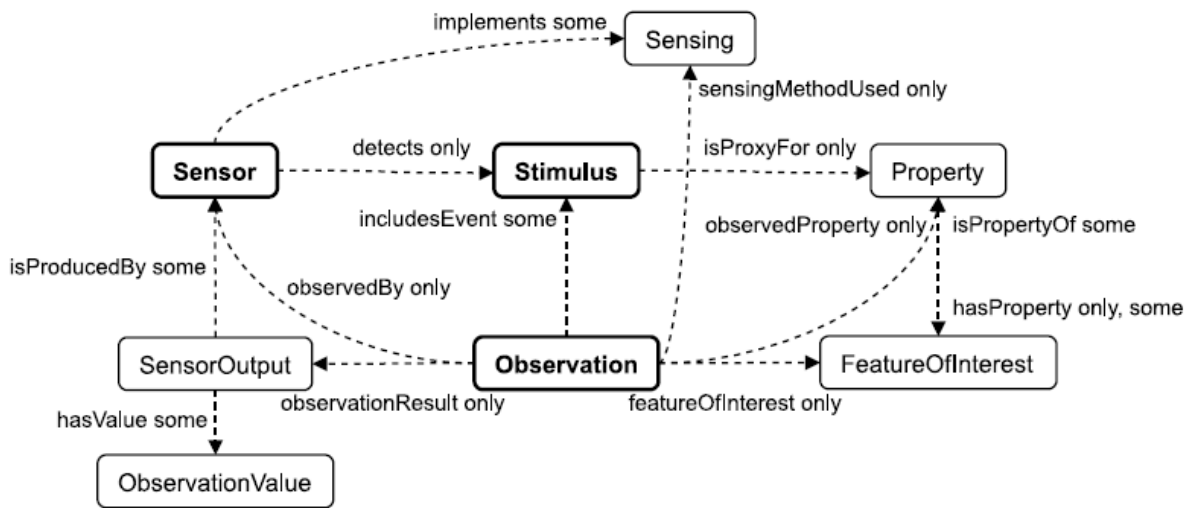 implements some
Sensing
sensingMethodUsed only
detects only
isProxyFor only
Sensor
Stimulus
Property
includesEvent some
observedProperty only
isPropertyOf some
isProducedBy some
observedBy only
hasProperty only, some
SensorOutput
Observation
FeatureOfInterest
hasValue some
observationResult only
featureOfInterest only
ObservationValue